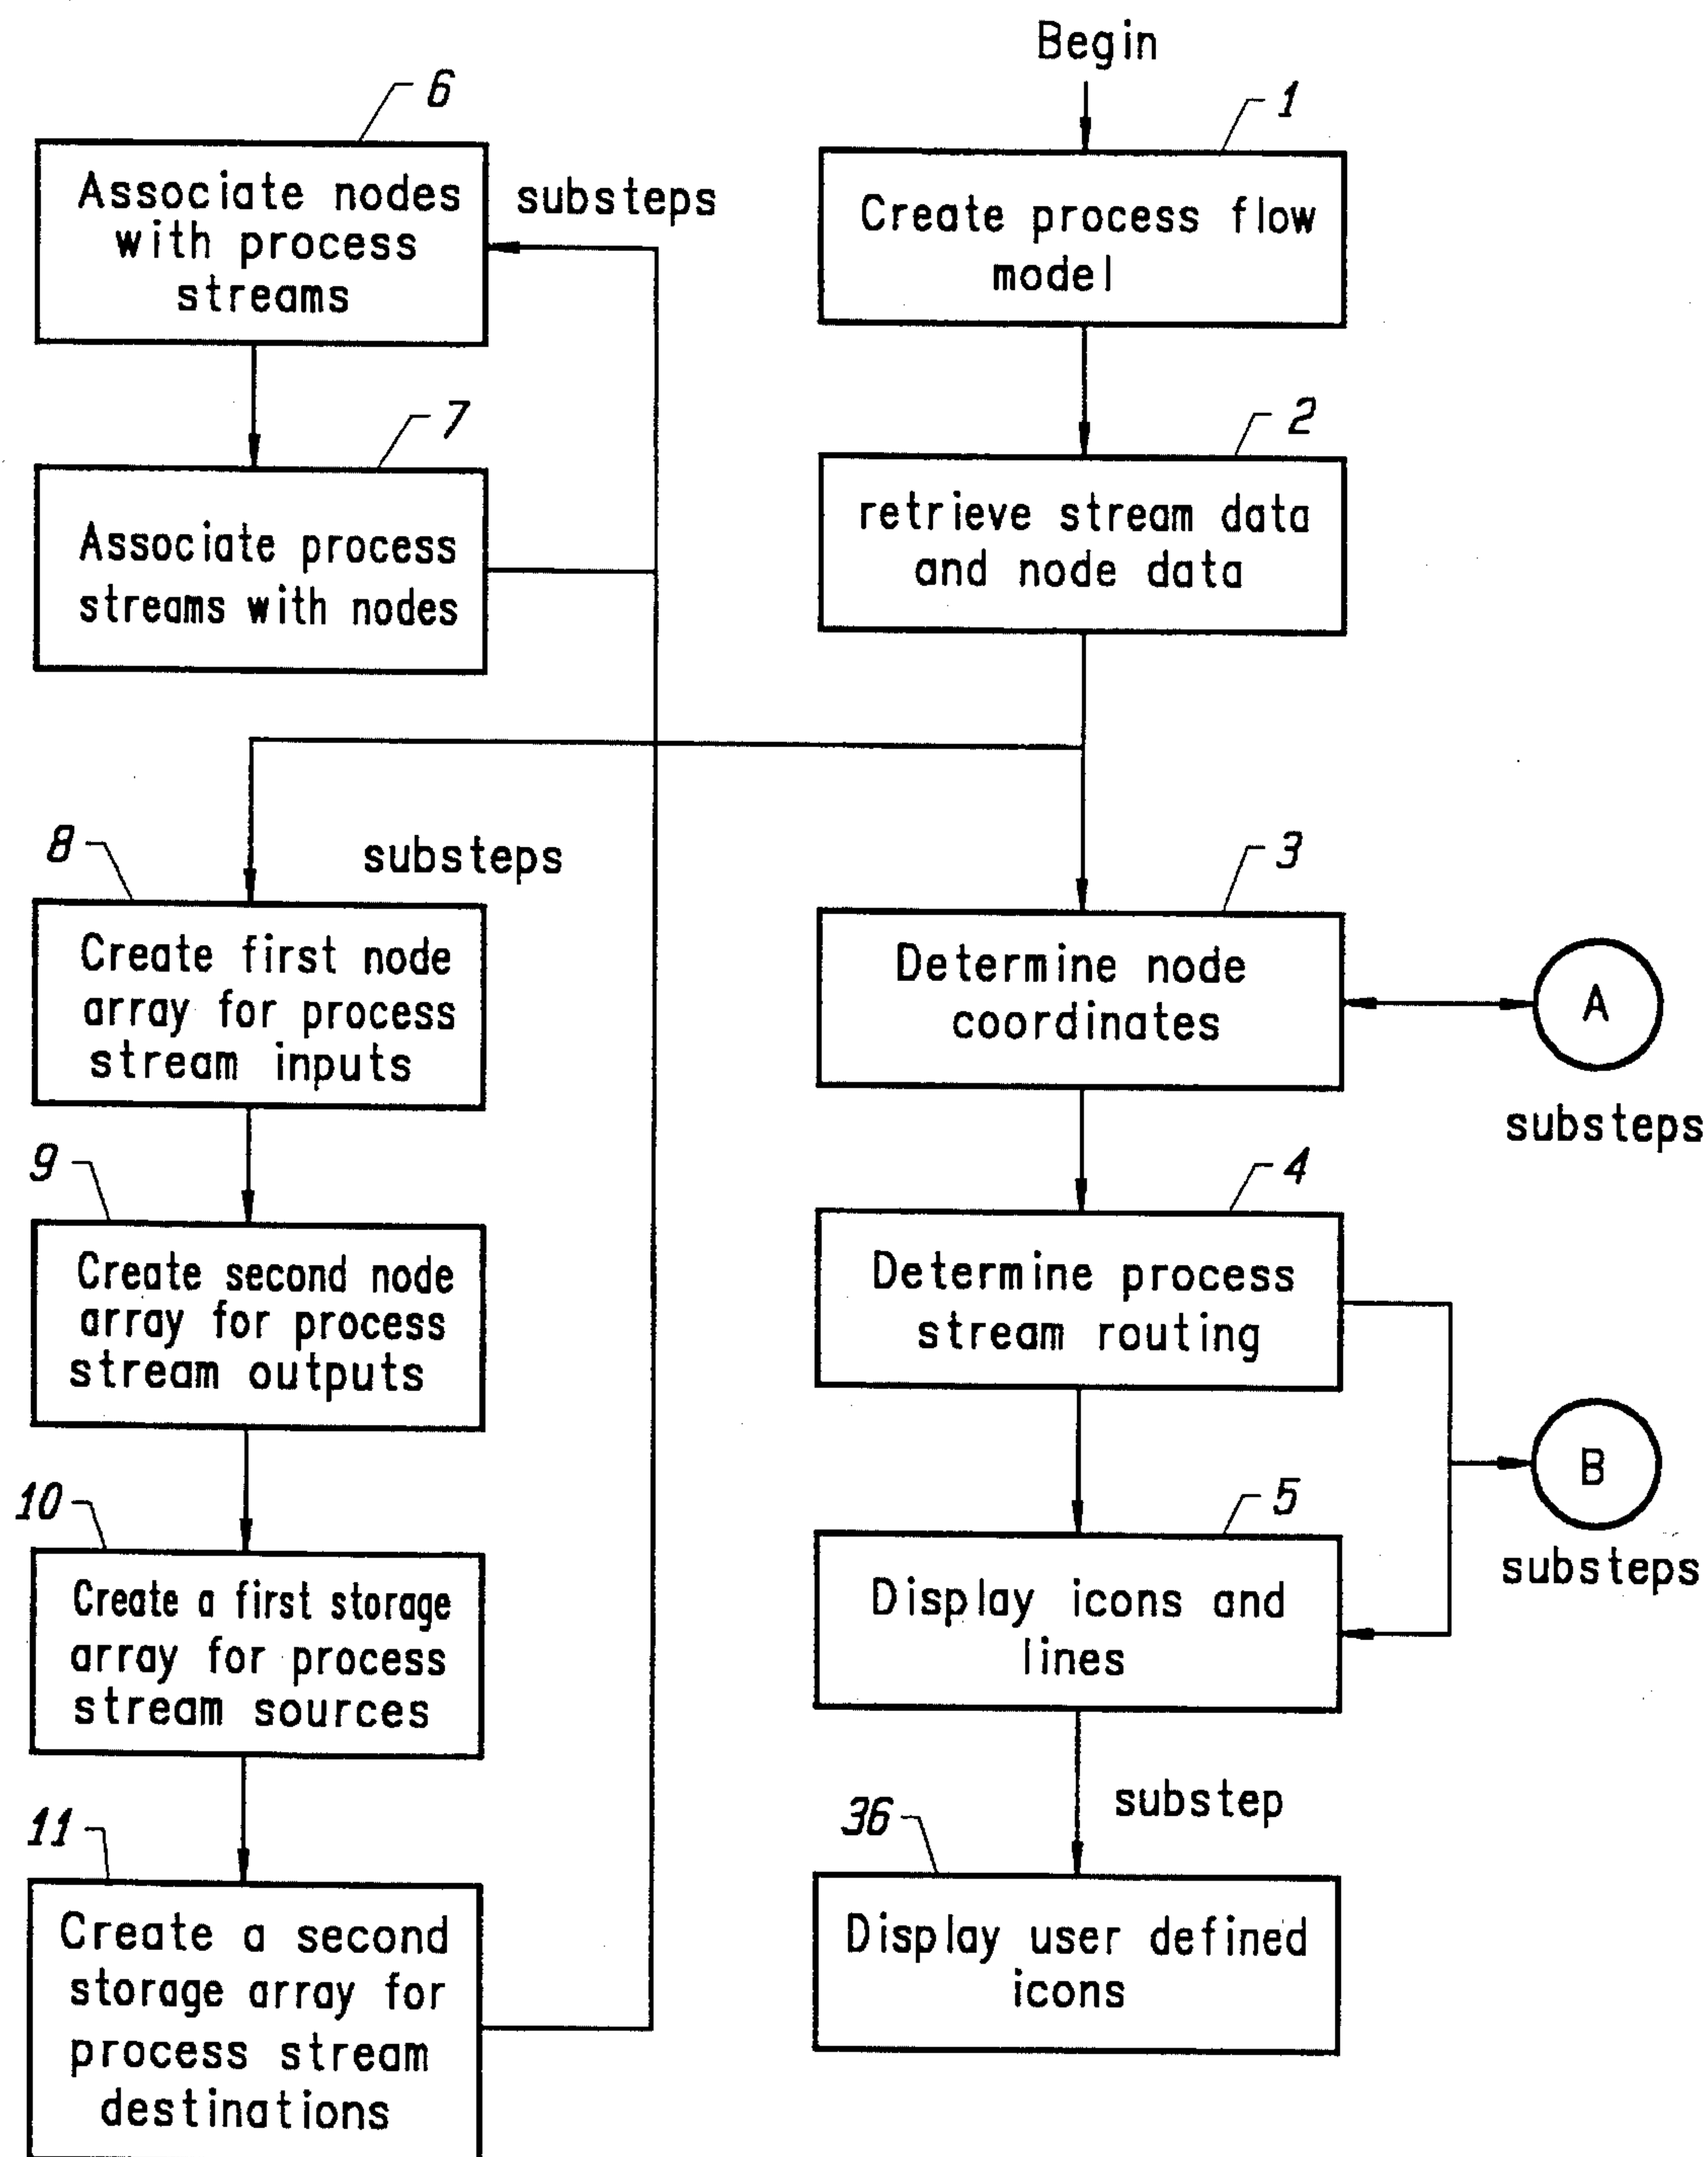 Begin
1
Create process flow
model
2
retrieve stream data
and node data
3
Determine node
coordinates
A
substeps
4
Determine process
stream routing
B
substeps
5
Display icons and
lines
substep
36
Display user defined
icons
6
Associate nodes
with process
streams
substeps
7
Associate process
streams with nodes
substeps
8
Create first node
array for process
stream inputs
9
Create second node
array for process
stream outputs
10
Create a first storage
array for process
stream sources
11
Create a second
storage array for
process stream
destinations